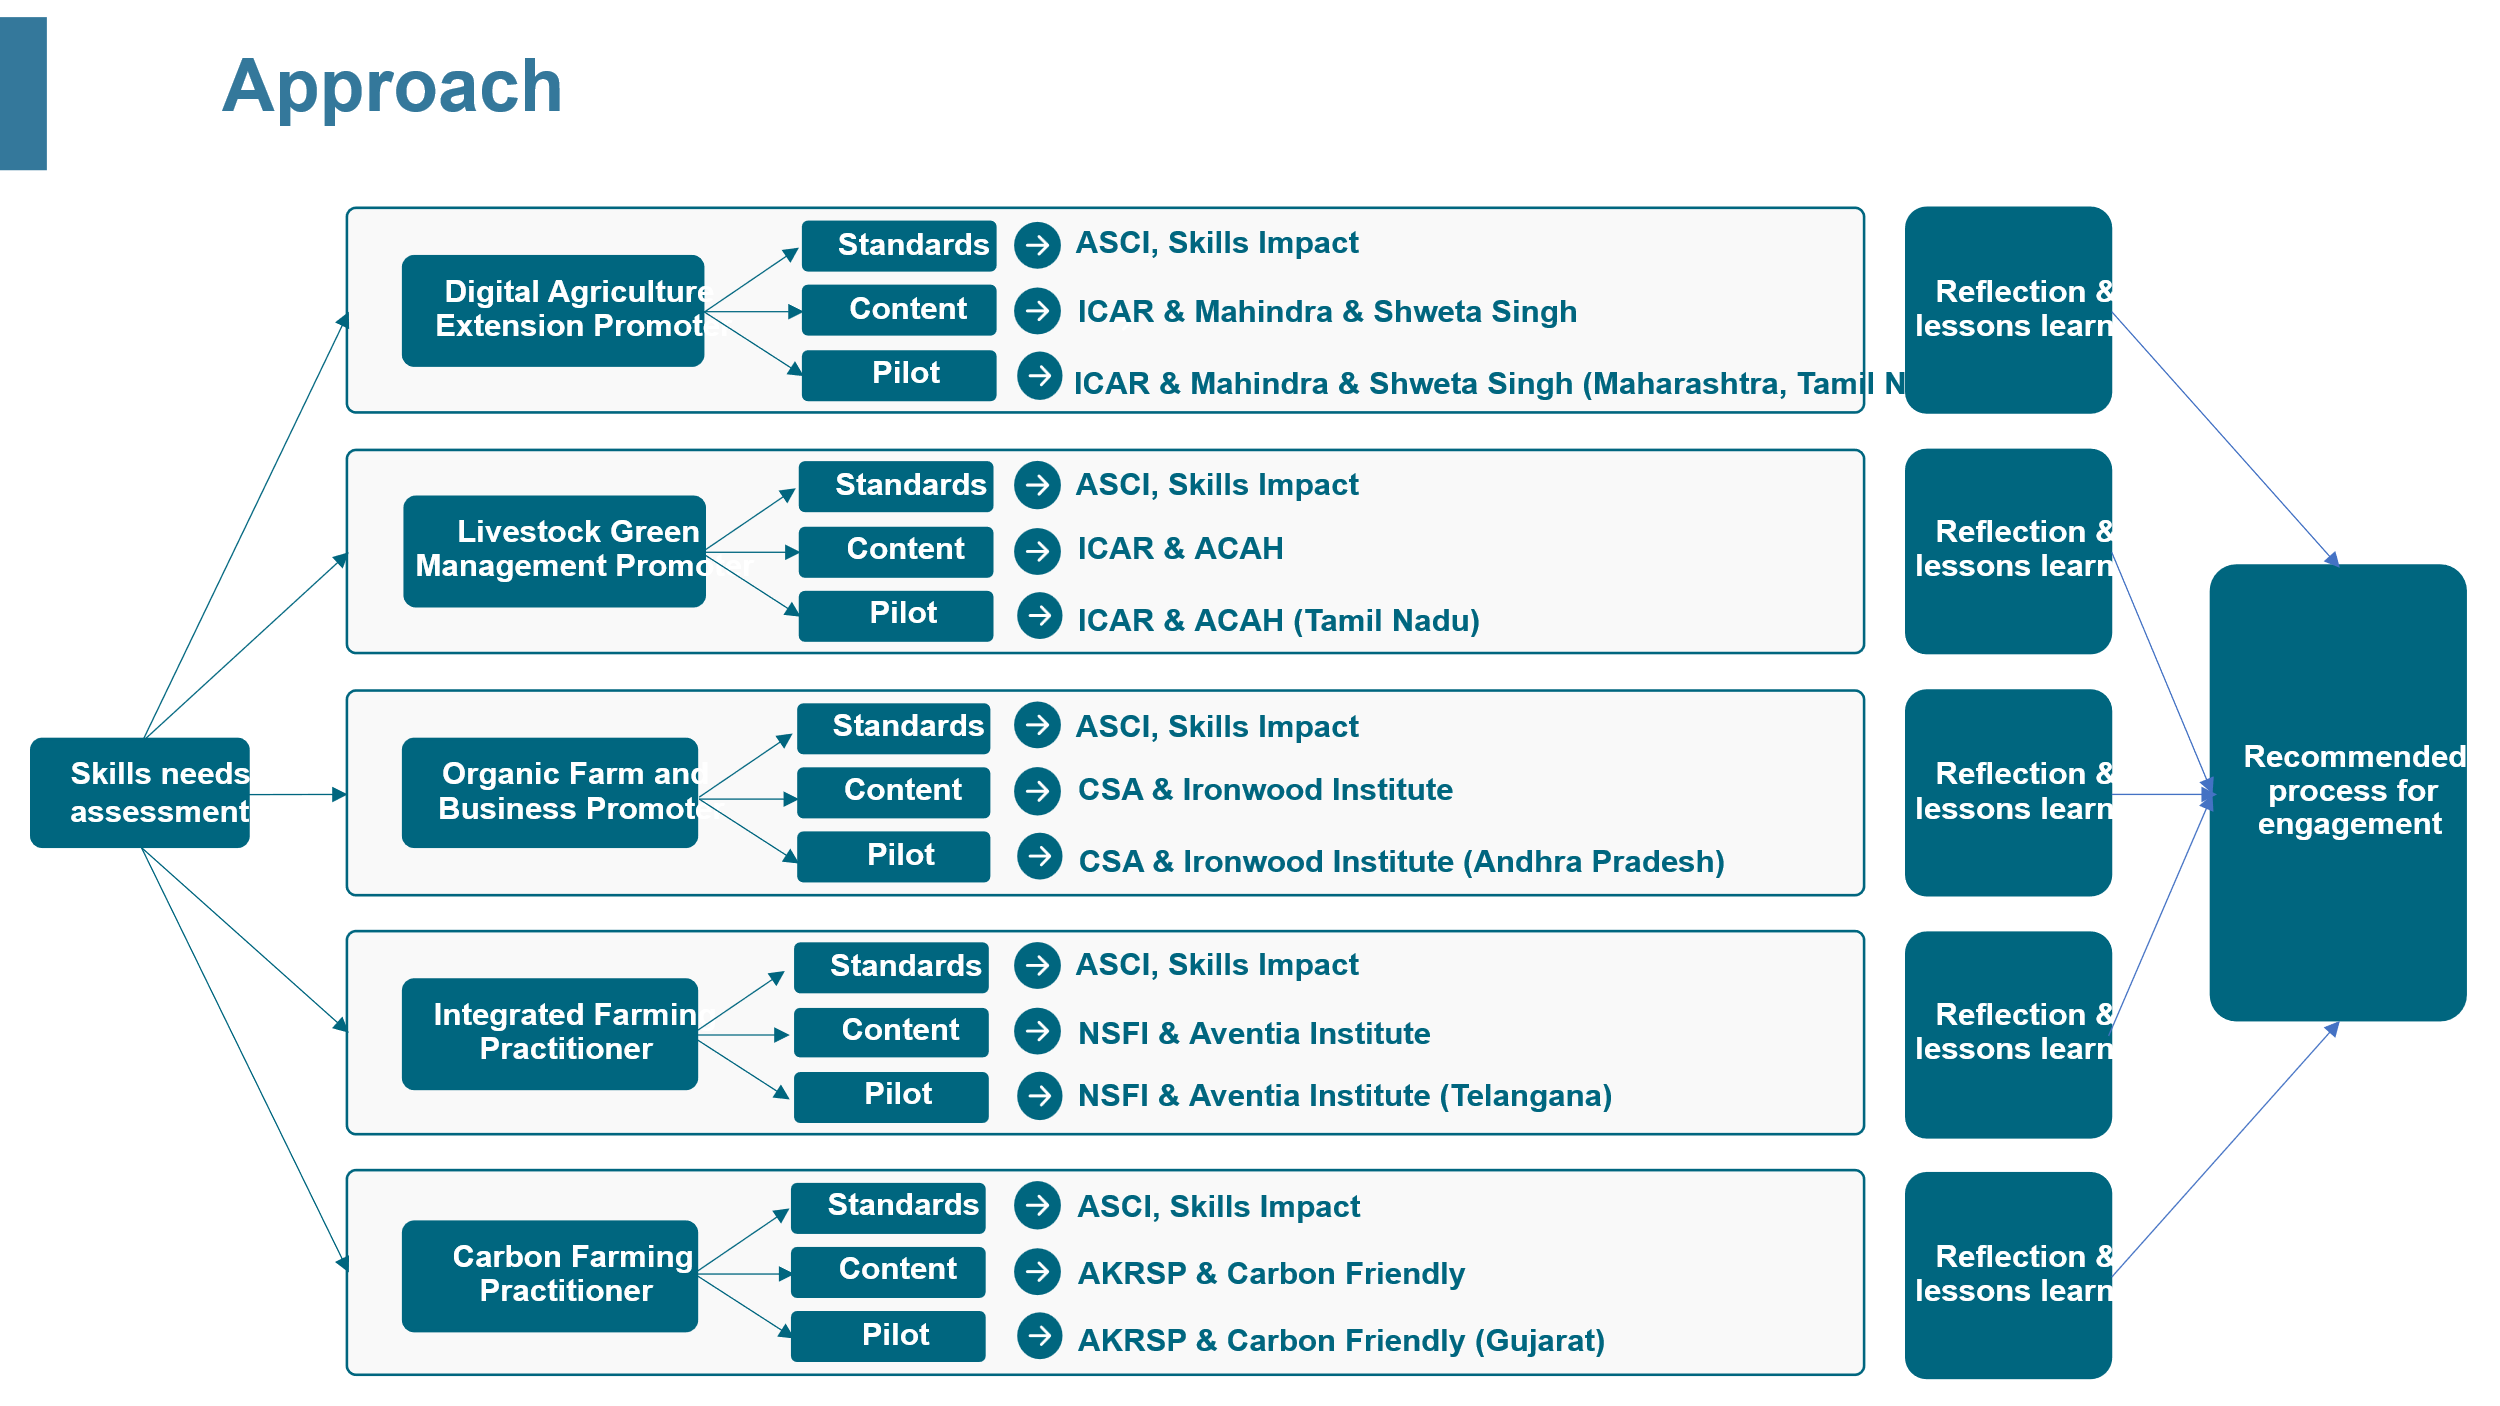 Approach
Skills needs
assessment
Digital Agriculture
Extension Promot
Standards
ASCI, Skills Impact
Content
ICAR & Mahindra & Shweta Singh
Pilot
ICAR & Mahindra & Shweta Singh (Maharashtra, Tamil N
Reflection &
lessons learn
Livestock Green
Management Promoter
Standards
ASCI, Skills Impact
Content
ICAR & ACAH
Pilot
ICAR & ACAH (Tamil Nadu)
Reflection &
lessons learn
Organic Farm and
Business Promot
Standards
ASCI, Skills Impact
Content
CSA & Ironwood Institute
Pilot
CSA & Ironwood Institute (Andhra Pradesh)
Reflection &
lessons learn
Integrated Farmin
Practitioner
Standards
ASCI, Skills Impact
Content
NSFI & Aventia Institute
Pilot
NSFI & Aventia Institute (Telangana)
Reflection &
lessons learn
Carbon Farming
Practitioner
Standards
ASCI, Skills Impact
Content
AKRSP & Carbon Friendly
Pilot
AKRSP & Carbon Friendly (Gujarat)
Reflection &
lessons learn
Recommended
process for
engagement